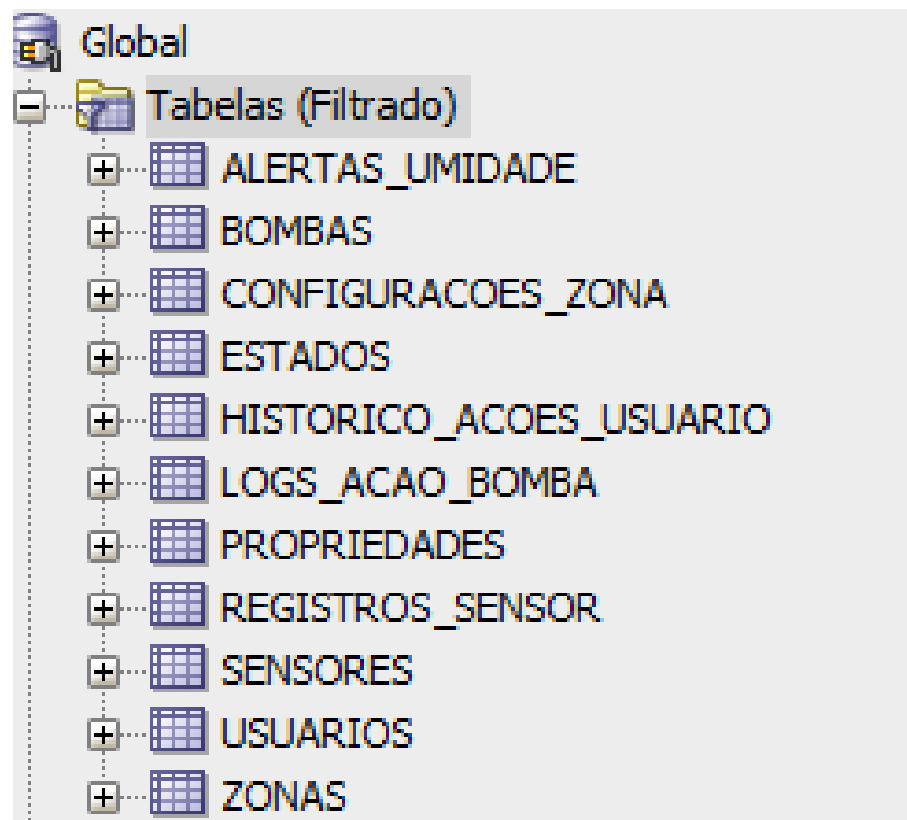 Global
Tabelas (Filtrado)
ALERTAS_UMIDADE
BOMBAS
CONFIGURACOES_ZONA
ESTADOS
HISTORICO_ACOES_USUARIO
LOGS_ACAO_BOMBA
PROPRIEDADES
REGISTROS_SENSOR
SENSORES
USUARIOS
ZONAS